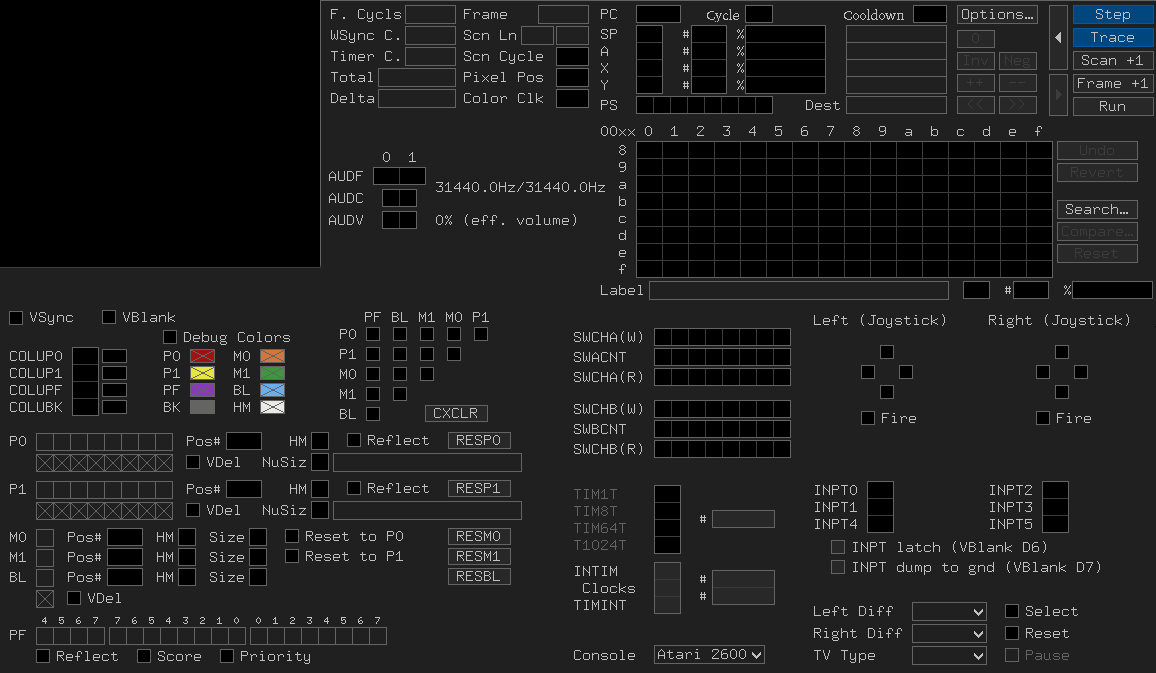 F. Cycls Frame PC Cycle Cooldown Options… Step
WSync C. Scn Ln SP # % 0 Trace
Timer C. Scn Cycle A # % Inv Neg Scan +1
Total Pixel Pos X # % ++ -- Frame +1
Delta Color Clk Y # % << >> Run
PS Dest
00xx 0 1 2 3 4 5 6 7 8 9 a b c d e f
8 Undo
9 Revert
a
b Search…
c
d Compare…
e Reset
f
0 1
AUDF 31440.0Hz/31440.0Hz
AUDC
AUDV 0% (eff. volume)
Label # %
VSync VBlank
Debug Colors
COLUP0 P0 M0
COLUP1 P1 M1
COLUPF PF BL
COLUBK BK HM
PF BL M1 M0 P1
P0
P1
M0
M1
BL CXCLR
SWCHA(W)
SWACNT
SWCHA(R)
SWCHB(W)
SWBCNT
SWCHB(R)
Left (Joystick) Right (Joystick)
Fire Fire
P0 Pos# HM Reflect RESP0
VDel NuSiz
P1 Pos# HM Reflect RESP1
VDel NuSiz
M0 Pos# HM Size Reset to P0 RESM0
M1 Pos# HM Size Reset to P1 RESM1
BL Pos# HM Size RESBL
VDel
4 5 6 7 7 6 5 4 3 2 1 0 0 1 2 3 4 5 6 7
PF
Reflect Score Priority
TIM1T
TIM8T #
TIM64T
T1024T
INTIM #
Clocks #
TIMINT
Console Atari 2600
INPT0 INPT2
INPT1 INPT3
INPT4 INPT5
INPT latch (VBlank D6)
INPT dump to gnd (VBlank D7)
Left Diff Select
Right Diff Reset
TV Type Pause